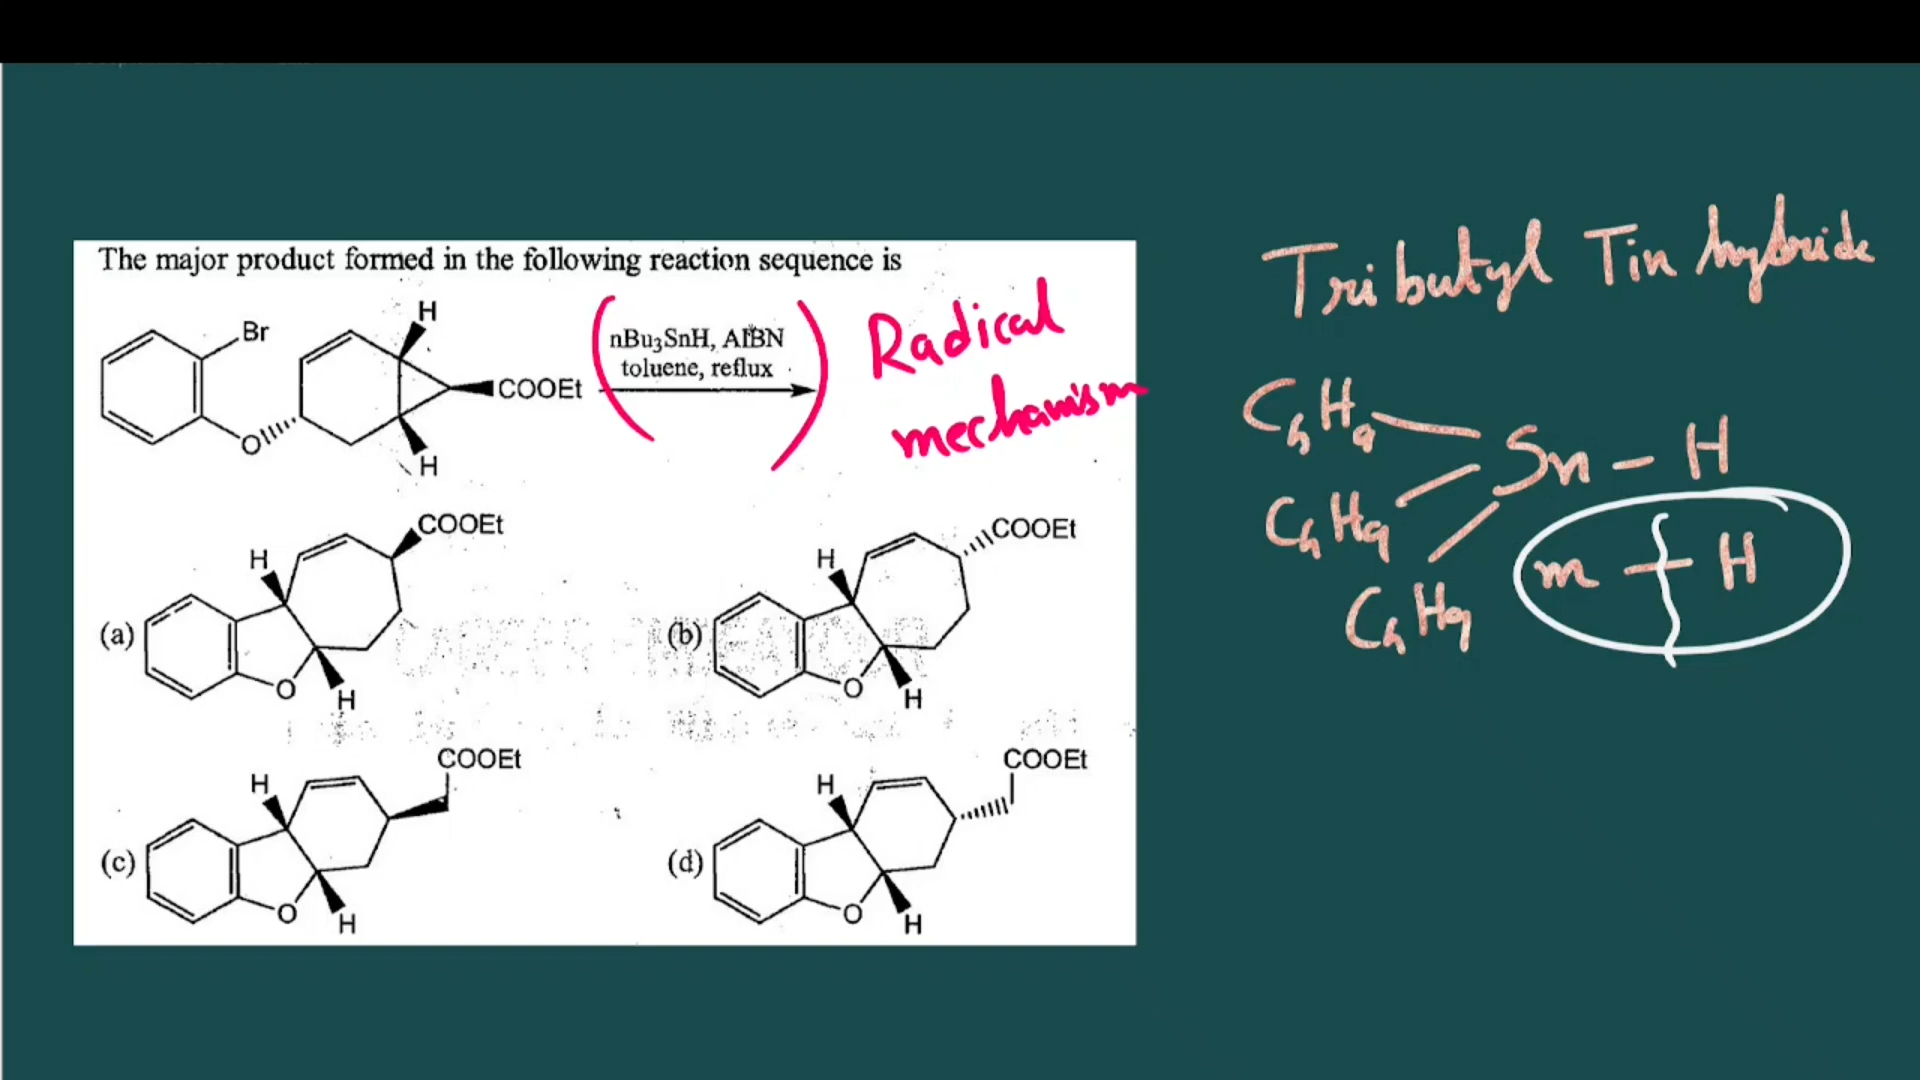 The major product formed in the following reaction sequence is
H
Br
nBu3SnH, AIBN
toluene, reflux
COOEt
O
H
Radical
mechanism
Tributyl Tin hybride
C4H9
Sn - H
C4H9
m + H
C4H9
COOEt
H
(a)
O
H
COOEt
H
(b)
O
H
COOEt
H
(c)
O
H
COOEt
H
(d)
O
H